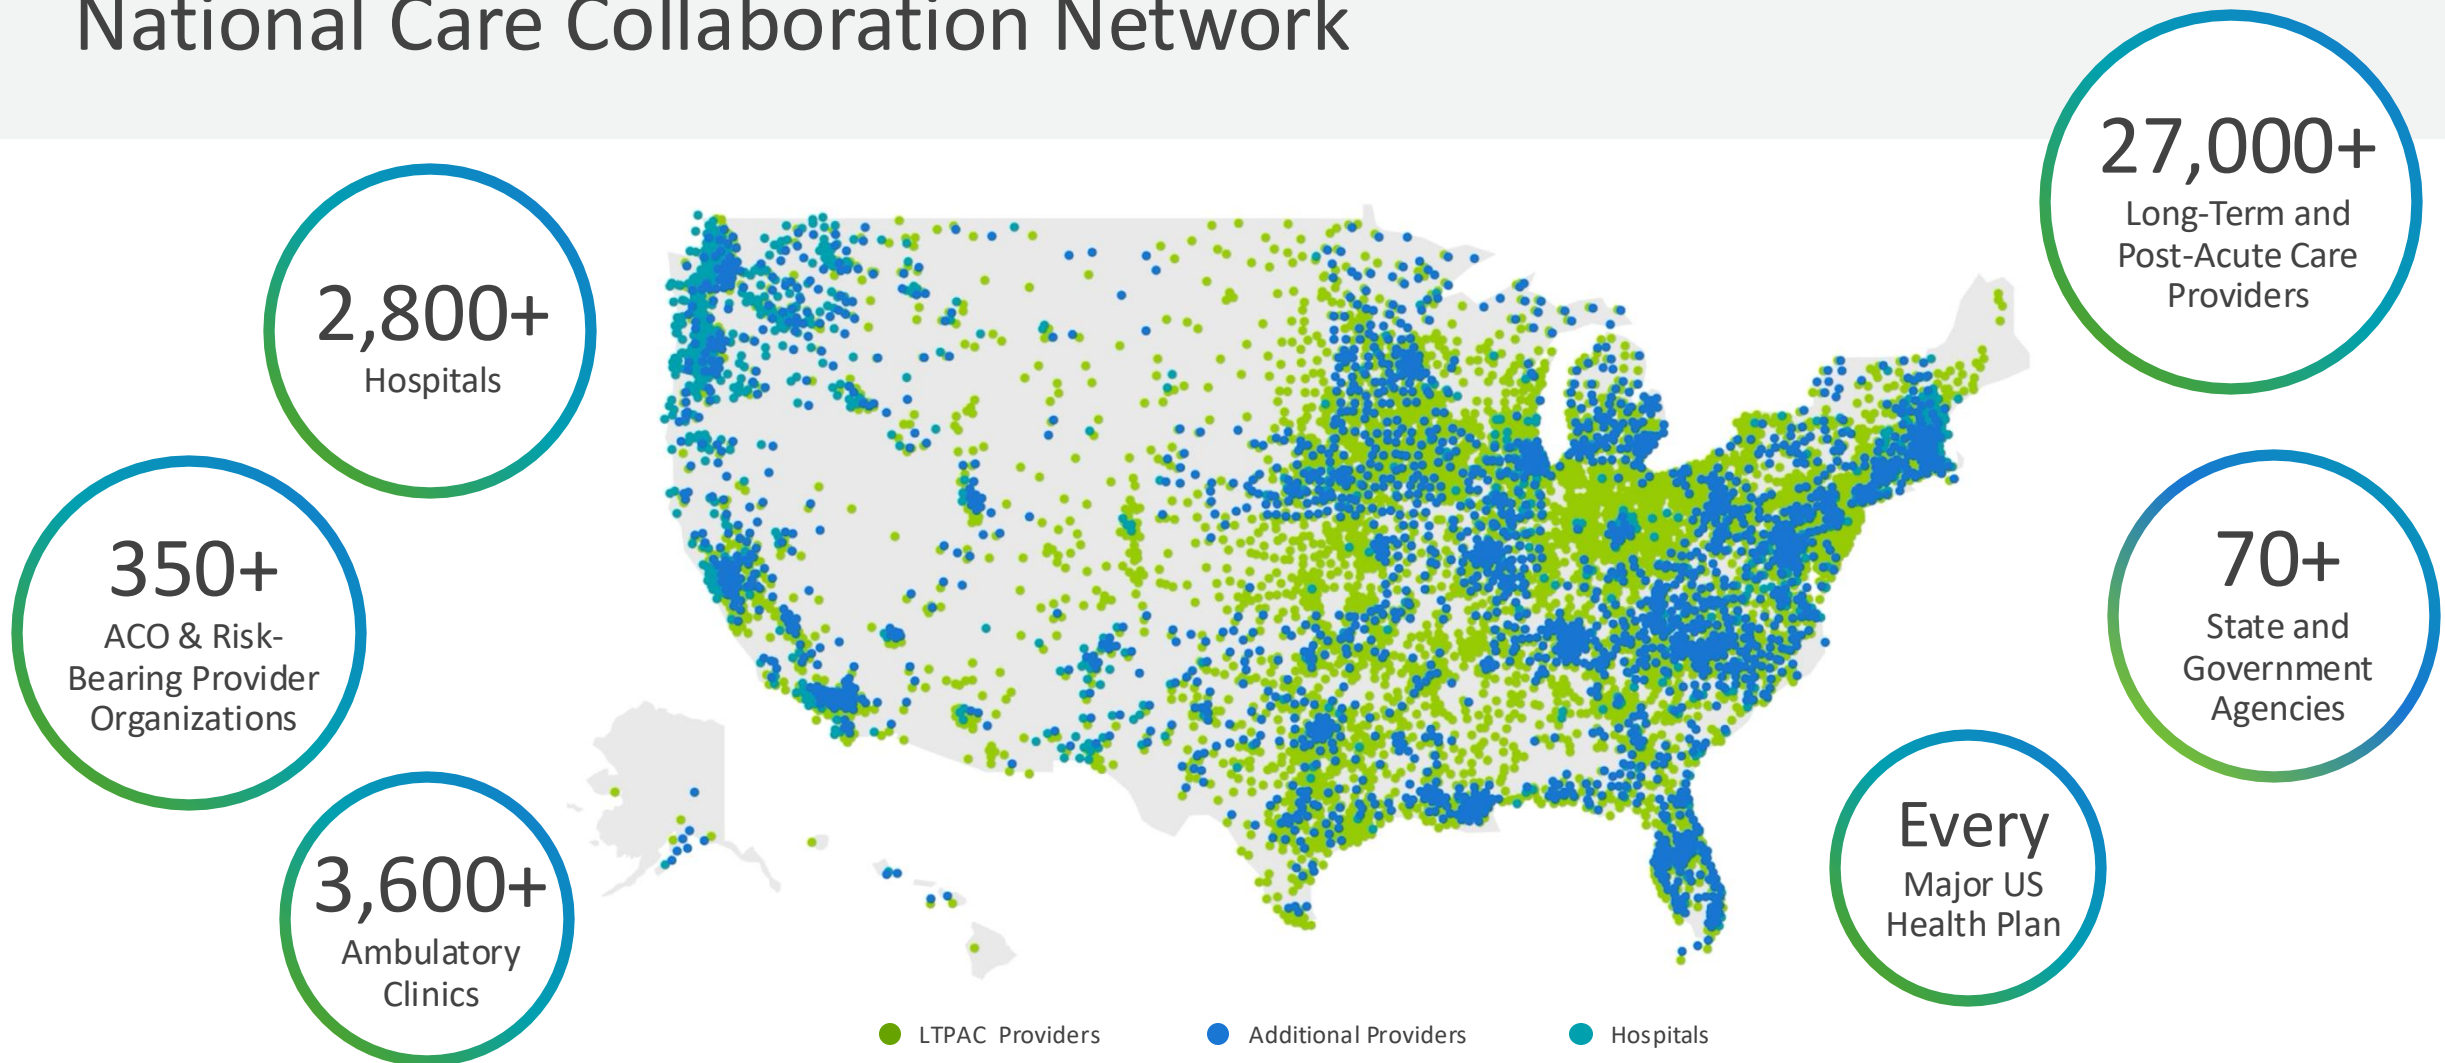 National Care Collaboration Network
2,800+
Hospitals
350+
ACO & Risk-
Bearing Provider
Organizations
3,600+
Ambulatory
Clinics
27,000+
Long-Term and
Post-Acute Care
Providers
70+
State and
Government
Agencies
Every
Major US
Health Plan
LTPAC Providers
Additional Providers
Hospitals